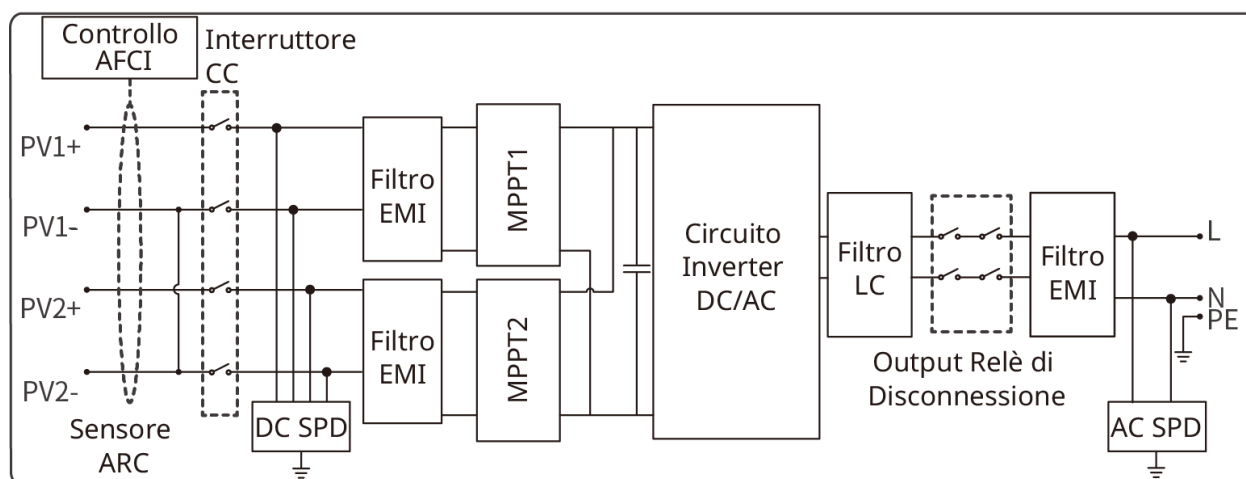 Controllo
AFCI
Interruttore
CC
PV1+
PV1-
PV2+
PV2-
Sensore
ARC
DC SPD
Filtro
EMI
Filtro
EMI
MPPT1
MPPT2
Circuito
Inverter
DC/AC
Filtro
LC
Output Relè di
Disconnessione
Filtro
EMI
L
N
PE
AC SPD